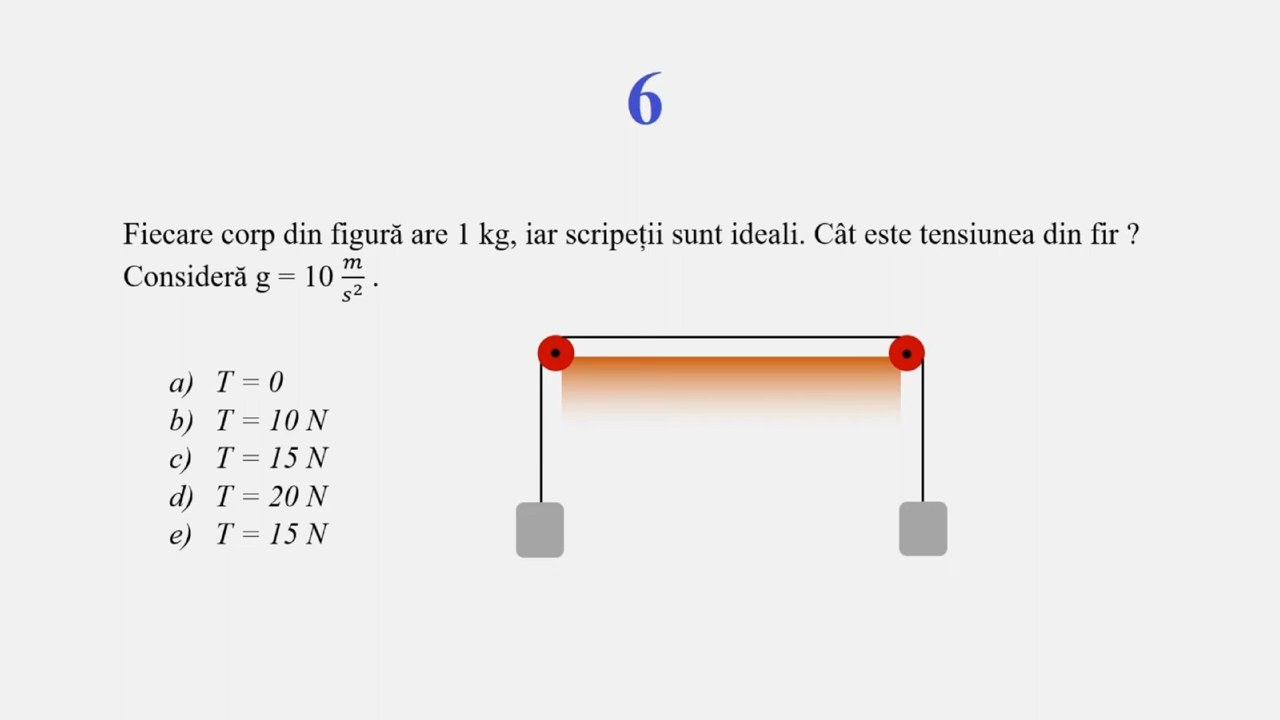 6
Fiecare corp din figură are 1 kg, iar scripeții sunt ideali. Cât este tensiunea din fir ?
Consideră g = 10 m/s² .
a) T = 0
b) T = 10 N
c) T = 15 N
d) T = 20 N
e) T = 15 N